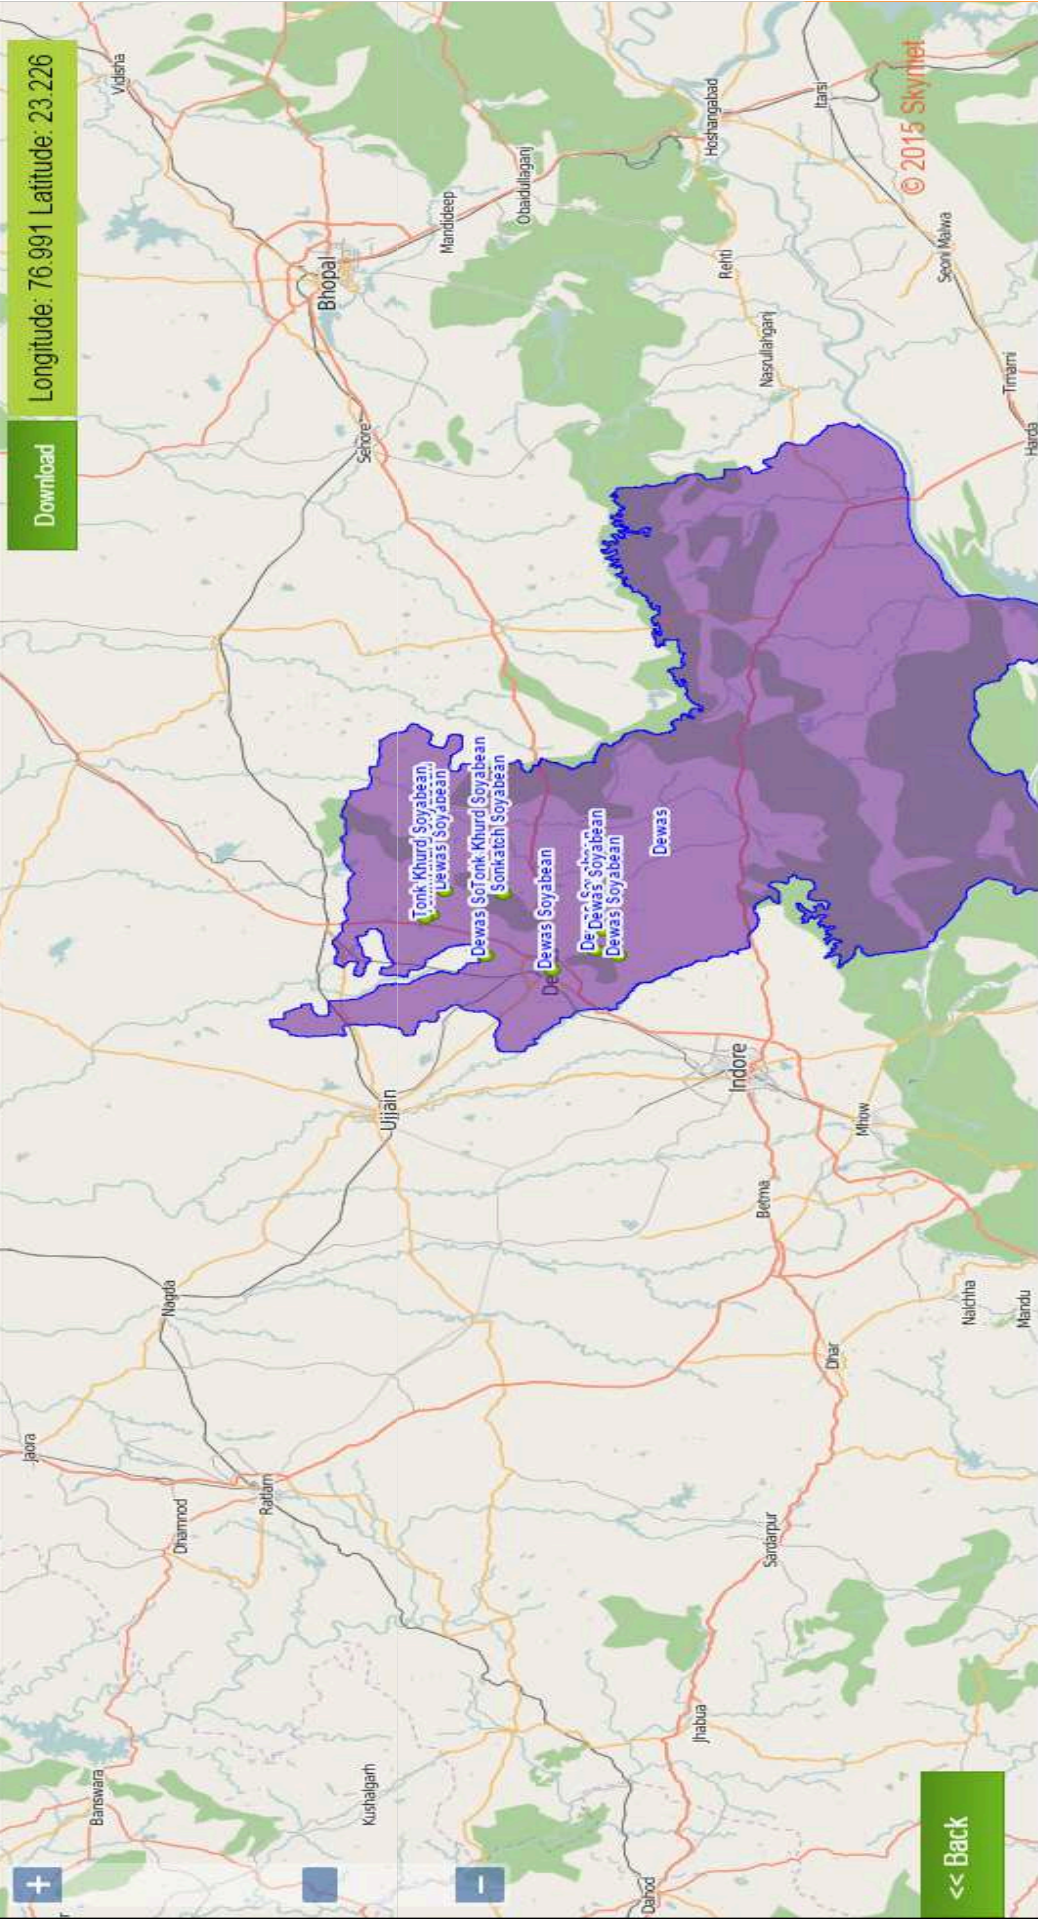 << Back
Download
Longitude: 76.991 Latitude: 23.226
+
−
© 2015 Skymet
Banswara
Jaora
Dhamnod
Nagda
Vidisha
Ratlam
Kushalgarh
Ujjain
Sehore
Bhopal
Mandideep
Obaidullaganj
Tonk Khurd Soyabean
Dewas Soyabean
Dewas So
Tonk Khurd Soyabean
Sonkatch Soyabean
Dewas Soyabean
Dewas Soyabean
Dewas Soyabean
Dewas
Dahod
Jhabua
Sardarpur
Dhar
Betma
Indore
Mhow
Nasrullahganj
Rehti
Hoshangabad
Itarsi
Seoni Malwa
Timarni
Harda
Nalchha
Mandu